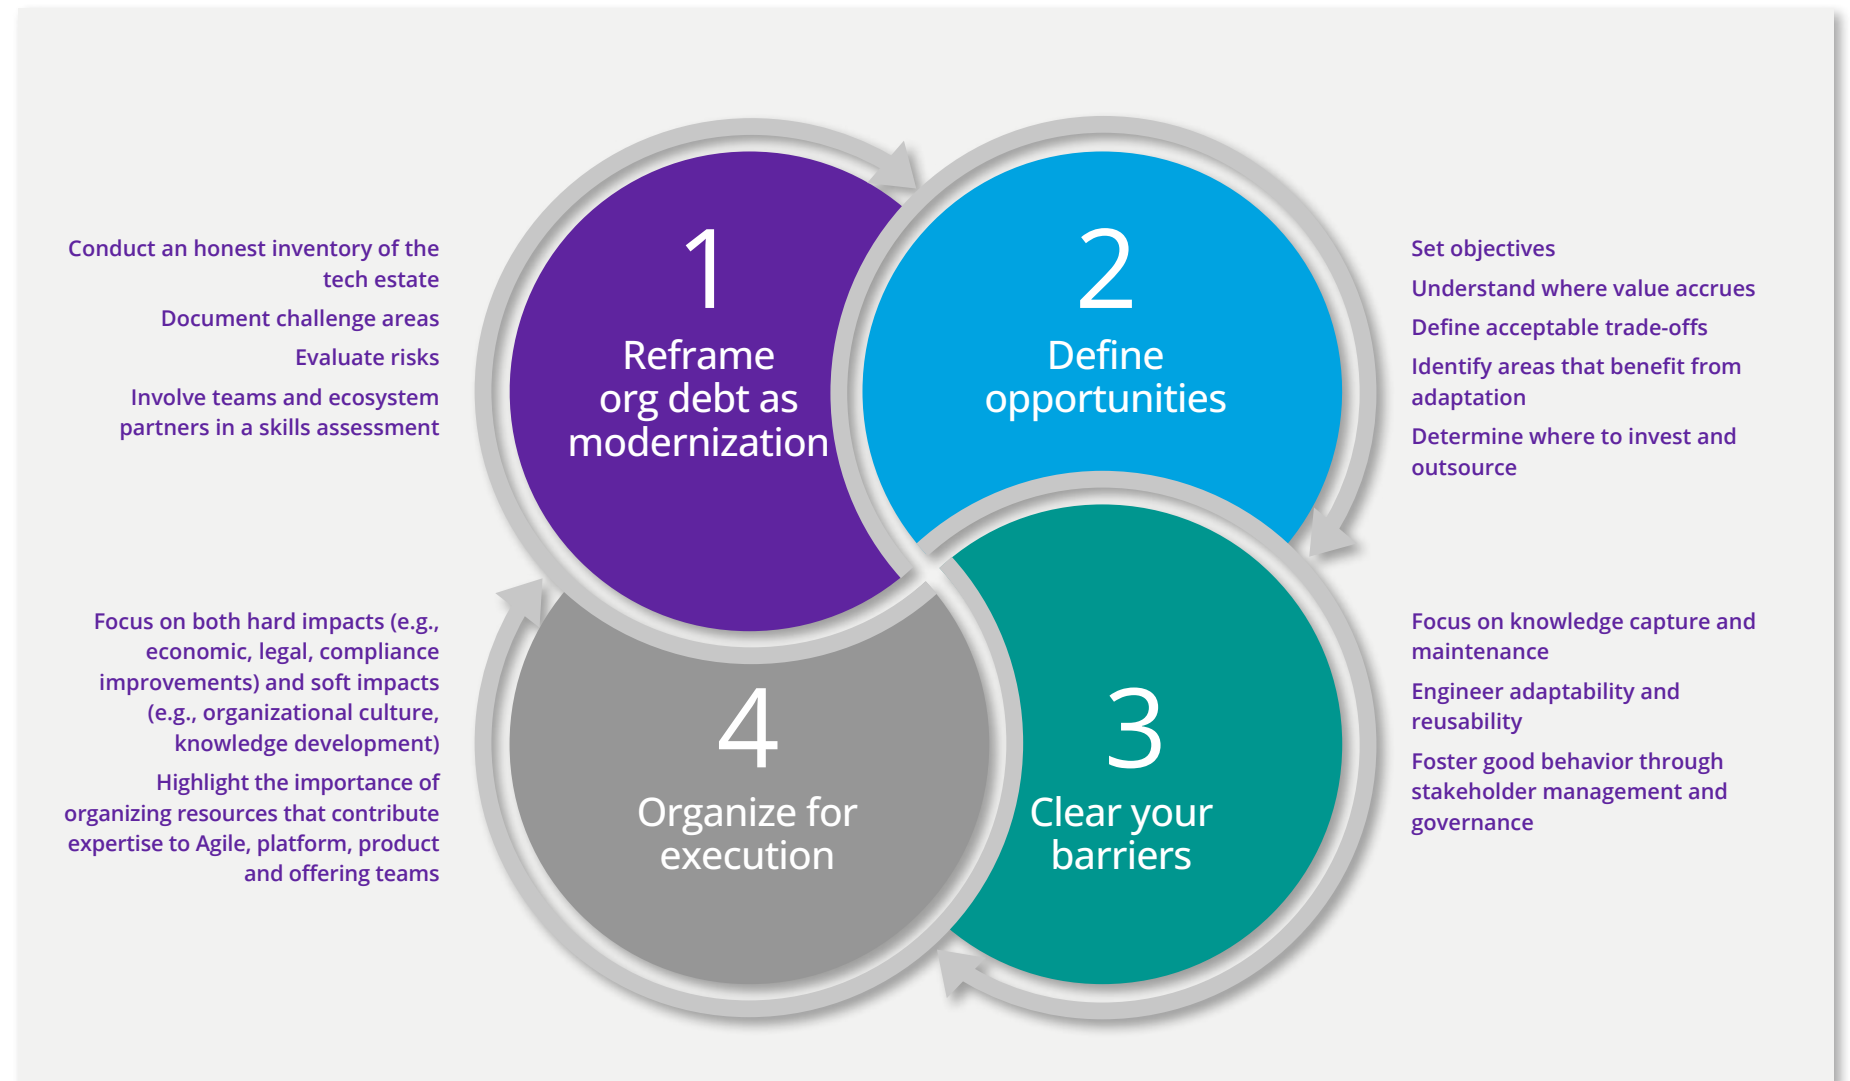 1
Reframe
org debt as
modernization
Conduct an honest inventory of the
tech estate
Document challenge areas
Evaluate risks
Involve teams and ecosystem
partners in a skills assessment
2
Define
opportunities
Set objectives
Understand where value accrues
Define acceptable trade-offs
Identify areas that benefit from
adaptation
Determine where to invest and
outsource
3
Clear your
barriers
Focus on knowledge capture and
maintenance
Engineer adaptability and
reusability
Foster good behavior through
stakeholder management and
governance
4
Organize for
execution
Focus on both hard impacts (e.g.,
economic, legal, compliance
improvements) and soft impacts
(e.g., organizational culture,
knowledge development)
Highlight the importance of
organizing resources that contribute
expertise to Agile, platform, product
and offering teams